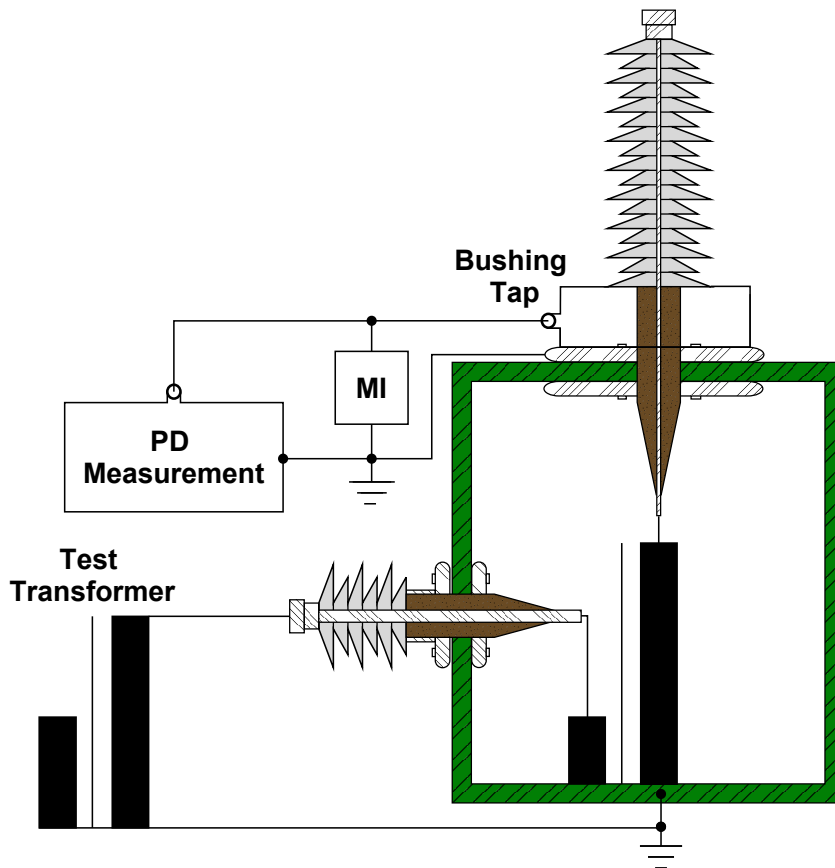 Bushing
Tap
MI
PD
Measurement
Test
Transformer